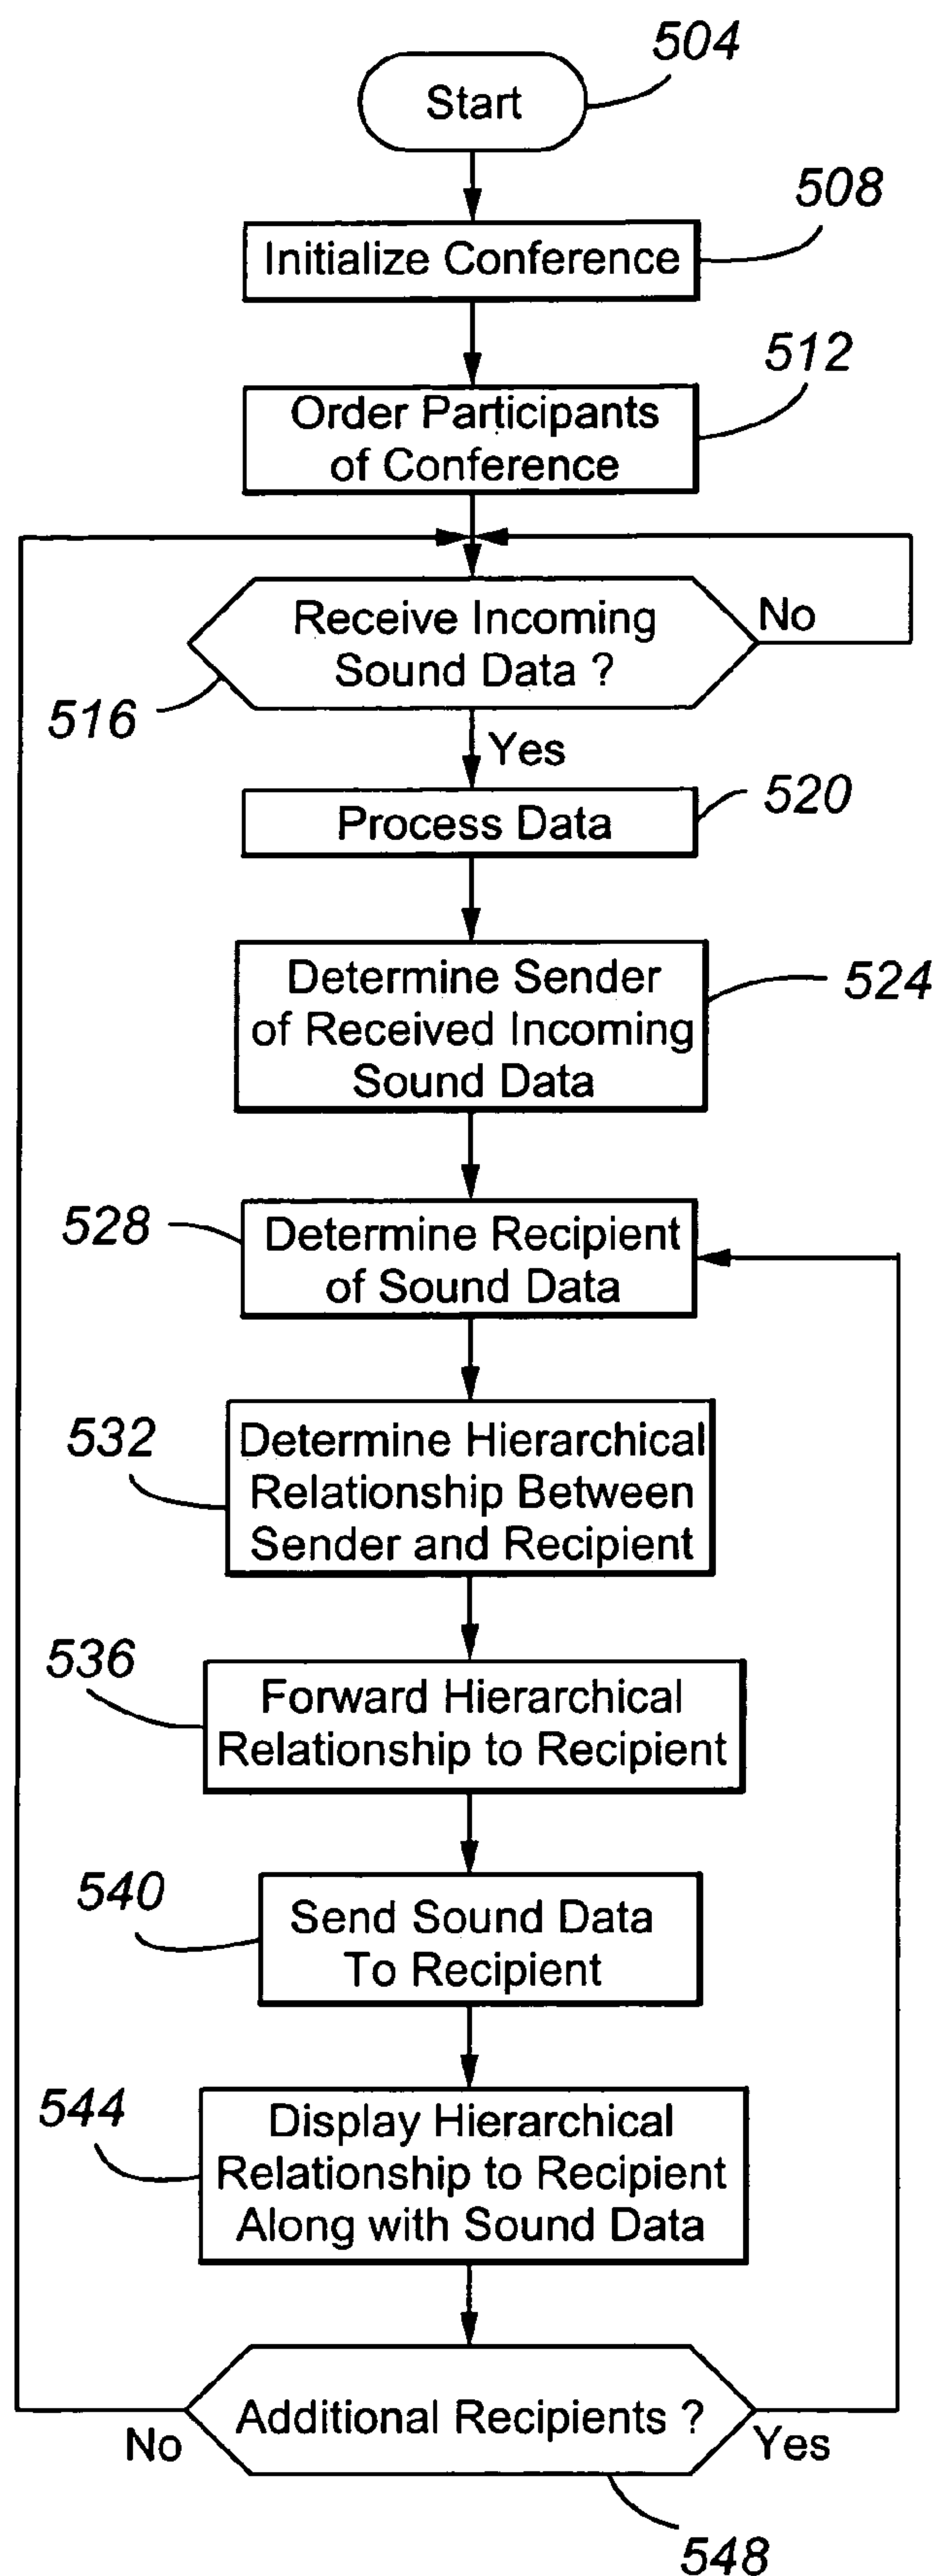 504
Start
508
Initialize Conference
512
Order Participants
of Conference
Receive Incoming
Sound Data ?
No
516
Yes
520
Process Data
524
Determine Sender
of Received Incoming
Sound Data
528
Determine Recipient
of Sound Data
532
Determine Hierarchical
Relationship Between
Sender and Recipient
536
Forward Hierarchical
Relationship to Recipient
540
Send Sound Data
To Recipient
544
Display Hierarchical
Relationship to Recipient
Along with Sound Data
Additional Recipients ?
No
Yes
548